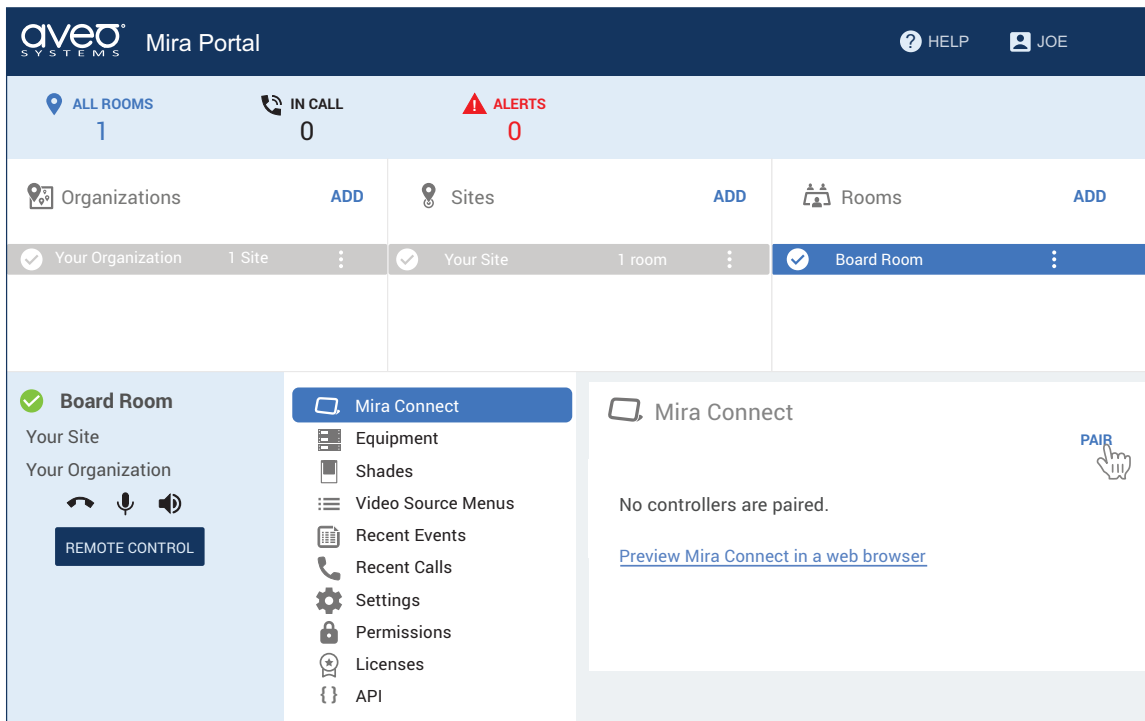 aveo
SYSTEMS
Mira Portal
HELP
JOE
ALL ROOMS
1
IN CALL
0
ALERTS
0
Organizations
ADD
Sites
ADD
Rooms
ADD
Your Organization 1 Site
Your Site 1 room
Board Room
Board Room
Your Site
Your Organization
REMOTE CONTROL
Mira Connect
Equipment
Shades
Video Source Menus
Recent Events
Recent Calls
Settings
Permissions
Licenses
{ } API
Mira Connect
PAIR
No controllers are paired.
Preview Mira Connect in a web browser